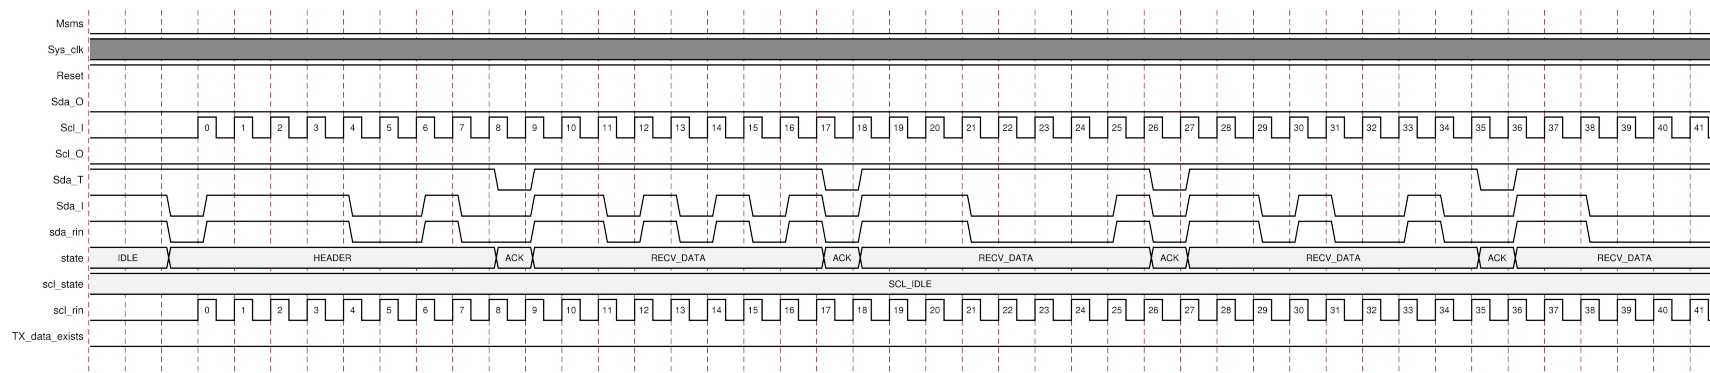 Msms
Sys_clk
Reset
Sda_O
Scl_I 0 1 2 3 4 5 6 7 8 9 10 11 12 13 14 15 16 17 18 19 20 21 22 23 24 25 26 27 28 29 30 31 32 33 34 35 36 37 38 39 40 41
Scl_O
Sda_T
Sda_I
sda_rin
state IDLE HEADER ACK RECV_DATA ACK RECV_DATA ACK RECV_DATA ACK RECV_DATA
scl_state SCL_IDLE
scl_rin 0 1 2 3 4 5 6 7 8 9 10 11 12 13 14 15 16 17 18 19 20 21 22 23 24 25 26 27 28 29 30 31 32 33 34 35 36 37 38 39 40 41
TX_data_exists